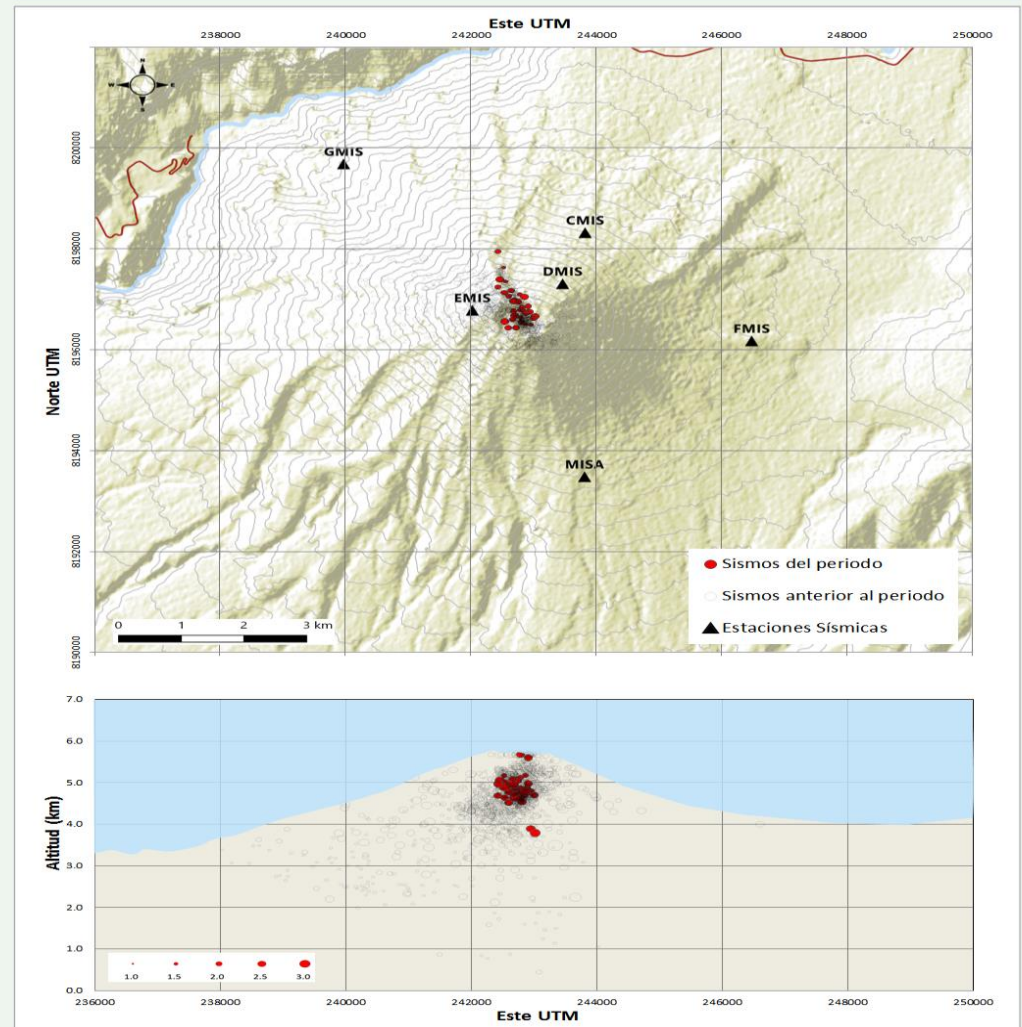 Este UTM
238000 240000 242000 244000 246000 248000 250000
N
W E
S
8200000
GMIS
CMIS
8198000
DMIS
EMIS
FMIS
8196000
Norte UTM
8194000
MISA
8192000
Sismos del periodo
Sismos anterior al periodo
Estaciones Sísmicas
0 1 2 3 km
8190000
7.0
6.0
5.0
4.0
3.0
2.0
1.0
0.0
Altitud (km)
1.0 1.5 2.0 2.5 3.0
236000 238000 240000 242000 244000 246000 248000 250000
Este UTM